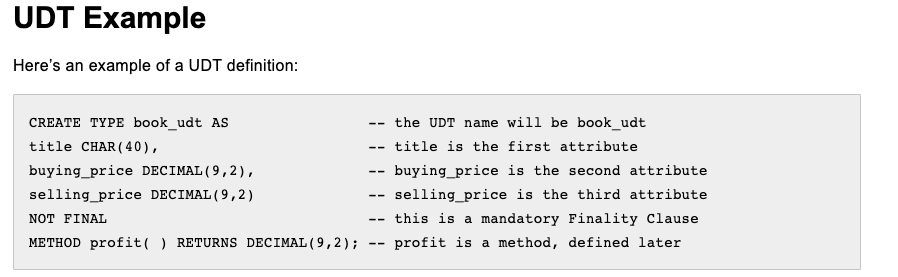 UDT Example
Here’s an example of a UDT definition:
CREATE TYPE book_udt AS -- the UDT name will be book_udt
title CHAR(40), -- title is the first attribute
buying_price DECIMAL(9,2), -- buying_price is the second attribute
selling_price DECIMAL(9,2) -- selling_price is the third attribute
NOT FINAL -- this is a mandatory Finality Clause
METHOD profit( ) RETURNS DECIMAL(9,2); -- profit is a method, defined later